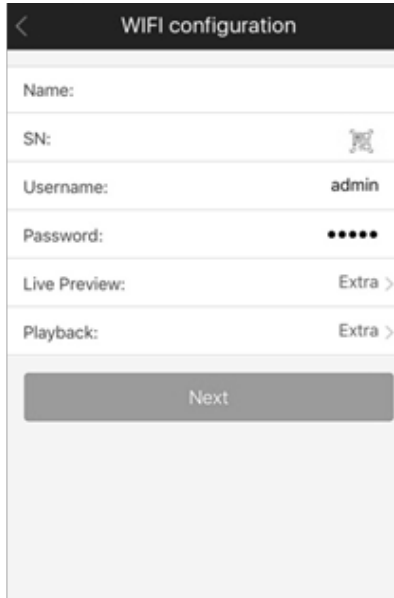 WIFI configuration
Name:
SN:
Username: admin
Password: •••••
Live Preview: Extra
Playback: Extra
Next